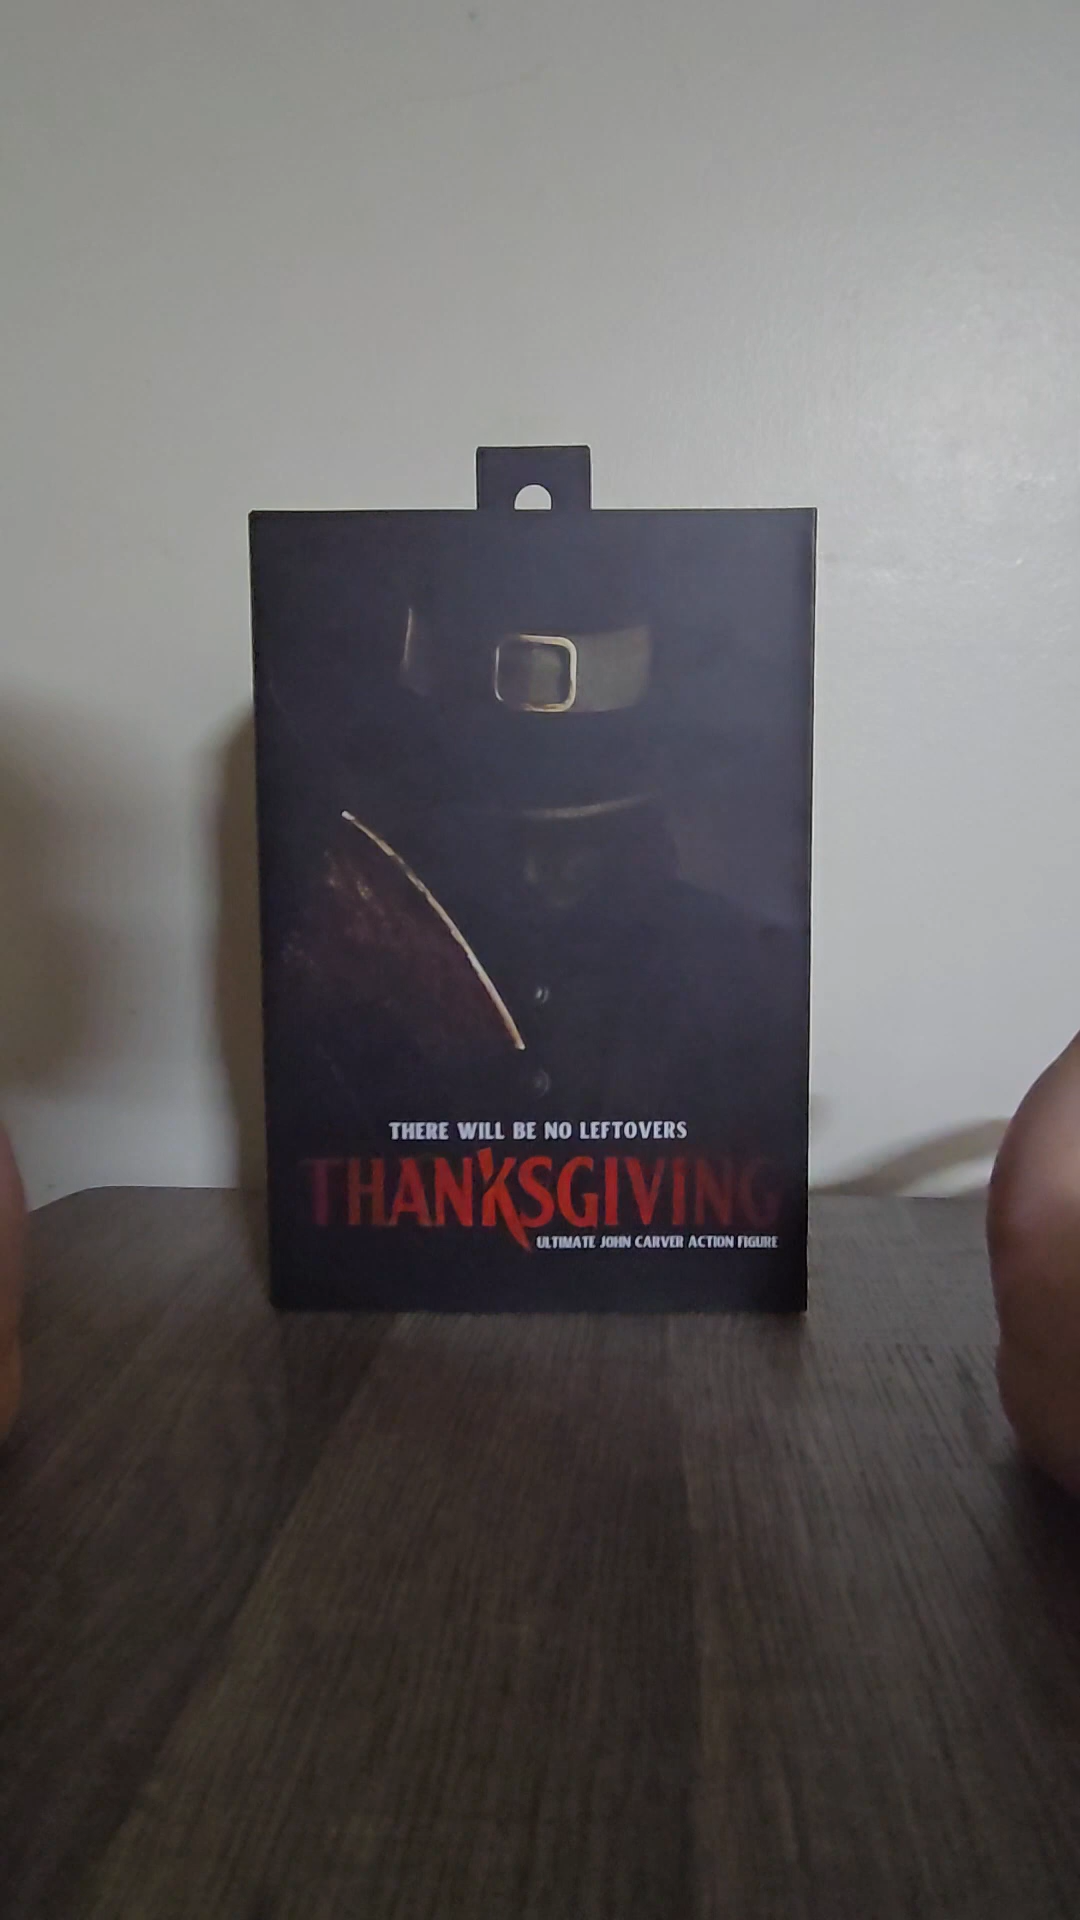 THERE WILL BE NO LEFTOVERS
THANKSGIVING
ULTIMATE JOHN CARVER ACTION FIGURE